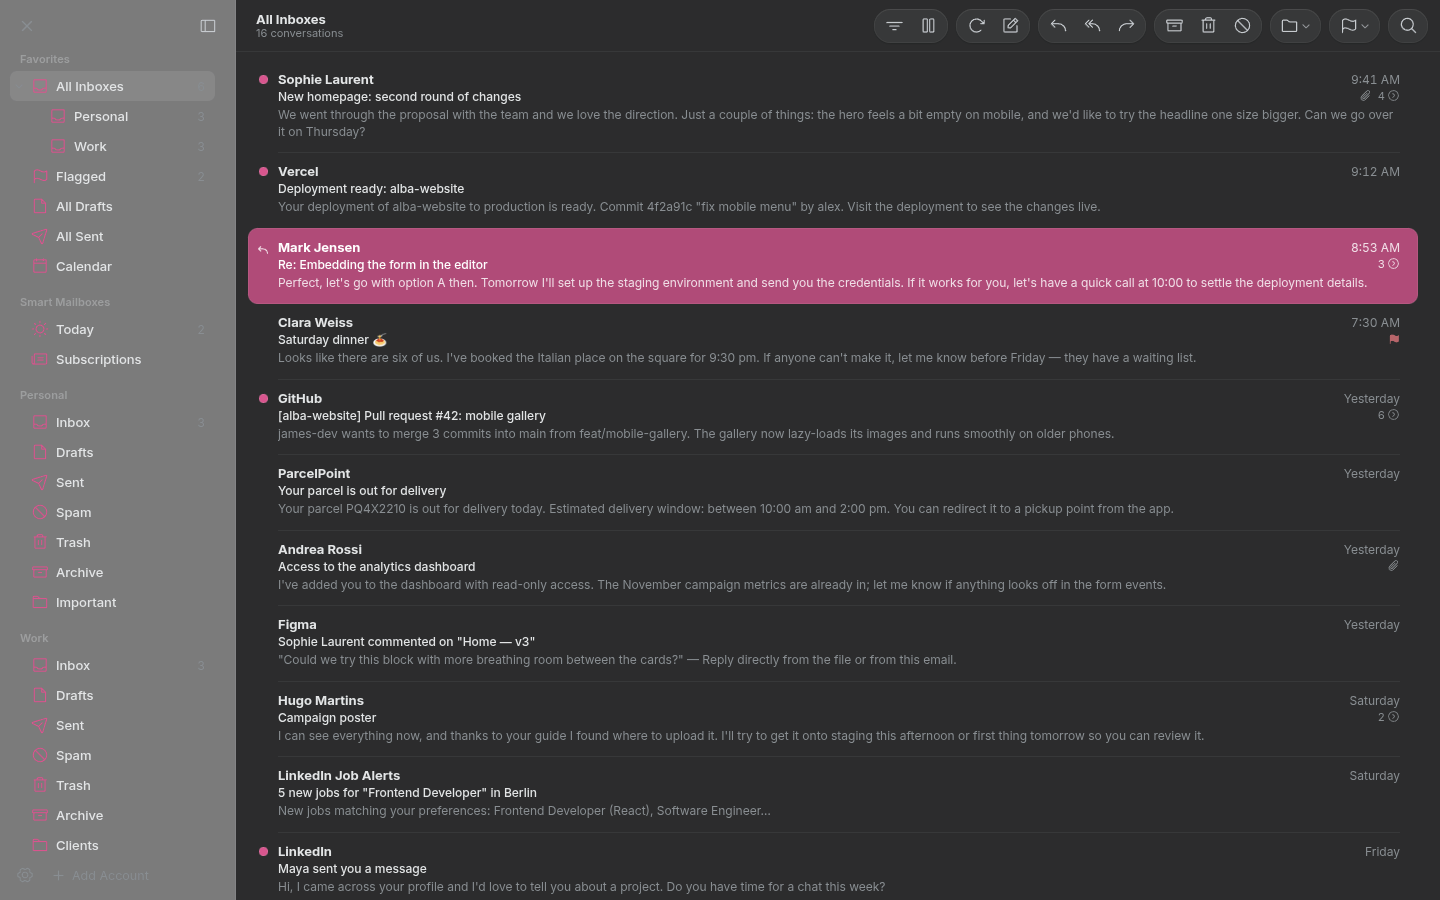 Favorites
All Inboxes
Personal 3
Work 3
Flagged 2
All Drafts
All Sent
Calendar
Smart Mailboxes
Today 2
Subscriptions
Personal
Inbox 3
Drafts
Sent
Spam
Trash
Archive
Important
Work
Inbox 3
Drafts
Sent
Spam
Trash
Archive
Clients
Add Account
All Inboxes
16 conversations
Sophie Laurent 9:41 AM
New homepage: second round of changes 4
We went through the proposal with the team and we love the direction. Just a couple of things: the hero feels a bit empty on mobile, and we'd like to try the headline one size bigger. Can we go over
it on Thursday?
Vercel 9:12 AM
Deployment ready: alba-website
Your deployment of alba-website to production is ready. Commit 4f2a91c "fix mobile menu" by alex. Visit the deployment to see the changes live.
Mark Jensen 8:53 AM
Re: Embedding the form in the editor 3
Perfect, let's go with option A then. Tomorrow I'll set up the staging environment and send you the credentials. If it works for you, let's have a quick call at 10:00 to settle the deployment details.
Clara Weiss 7:30 AM
Saturday dinner 🍝
Looks like there are six of us. I've booked the Italian place on the square for 9:30 pm. If anyone can't make it, let me know before Friday — they have a waiting list.
GitHub Yesterday
[alba-website] Pull request #42: mobile gallery 6
james-dev wants to merge 3 commits into main from feat/mobile-gallery. The gallery now lazy-loads its images and runs smoothly on older phones.
ParcelPoint Yesterday
Your parcel is out for delivery
Your parcel PQ4X2210 is out for delivery today. Estimated delivery window: between 10:00 am and 2:00 pm. You can redirect it to a pickup point from the app.
Andrea Rossi Yesterday
Access to the analytics dashboard
I've added you to the dashboard with read-only access. The November campaign metrics are already in; let me know if anything looks off in the form events.
Figma Yesterday
Sophie Laurent commented on "Home — v3"
"Could we try this block with more breathing room between the cards?" — Reply directly from the file or from this email.
Hugo Martins Saturday
Campaign poster 2
I can see everything now, and thanks to your guide I found where to upload it. I'll try to get it onto staging this afternoon or first thing tomorrow so you can review it.
LinkedIn Job Alerts Saturday
5 new jobs for "Frontend Developer" in Berlin
New jobs matching your preferences: Frontend Developer (React), Software Engineer...
LinkedIn Friday
Maya sent you a message
Hi, I came across your profile and I'd love to tell you about a project. Do you have time for a chat this week?